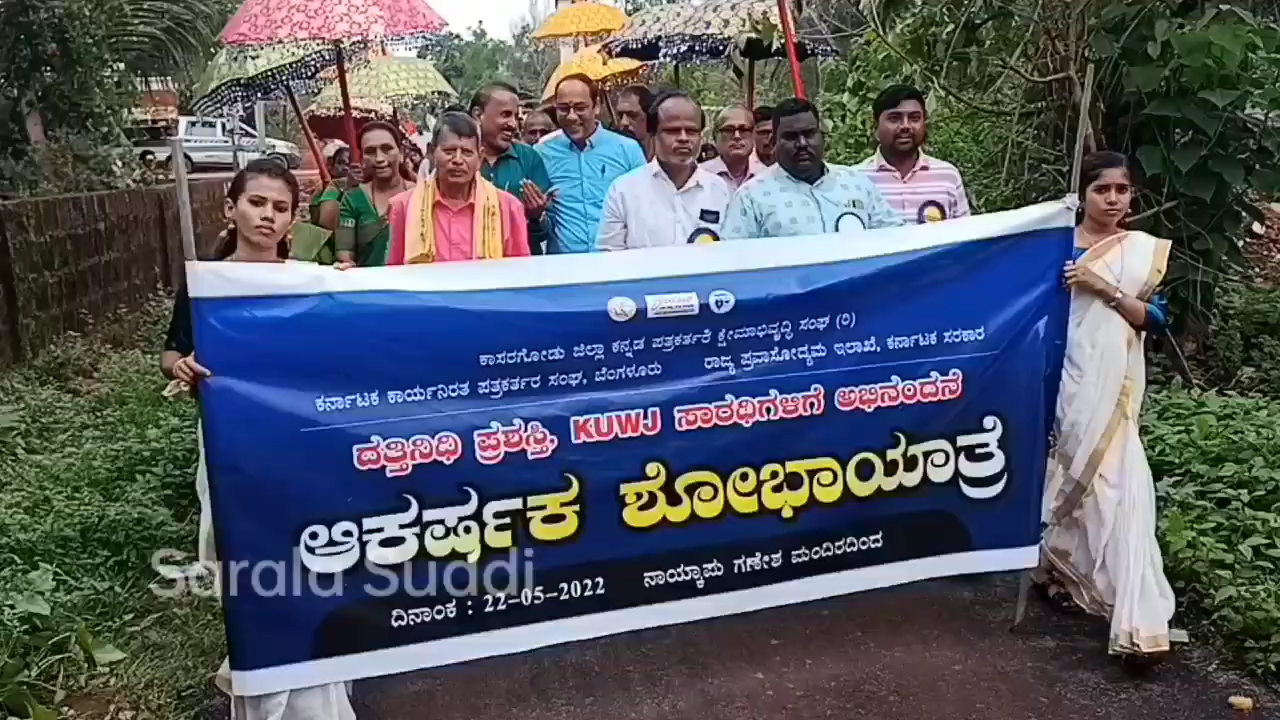 ಕಾಸರಗೋಡು ಜಿಲ್ಲಾ ಕನ್ನಡ ಪತ್ರಕರ್ತರ ಕ್ಷೇಮಾಭಿವೃದ್ಧಿ ಸಂಘ (ರಿ)
ಕರ್ನಾಟಕ ಕಾರ್ಯನಿರತ ಪತ್ರಕರ್ತರ ಸಂಘ, ಬೆಂಗಳೂರು ರಾಜ್ಯ ಪ್ರವಾಸೋದ್ಯಮ ಇಲಾಖೆ, ಕರ್ನಾಟಕ ಸರಕಾರ
ದತ್ತಿನಿಧಿ ಪ್ರಶಸ್ತಿ, KUWJ ಸಾರಥಿಗಳಿಗೆ ಅಭಿನಂದನೆ
ಆಕರ್ಷಕ ಶೋಭಾಯಾತ್ರೆ
ದಿನಾಂಕ : 22-05-2022 ನಾಯ್ಕಾಪು ಗಣೇಶ ಮಂದಿರದಿಂದ
Sarala Suddi